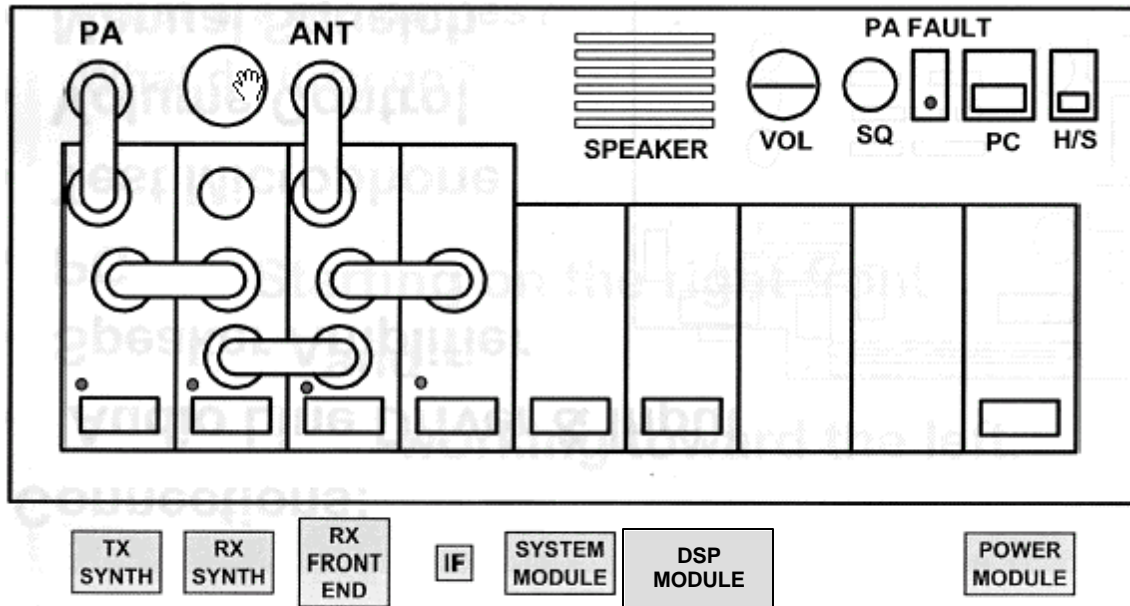 PA ANT PA FAULT
SPEAKER VOL SQ PC H/S
TX SYNTH
RX SYNTH
RX FRONT END
IF
SYSTEM MODULE
DSP MODULE
POWER MODULE